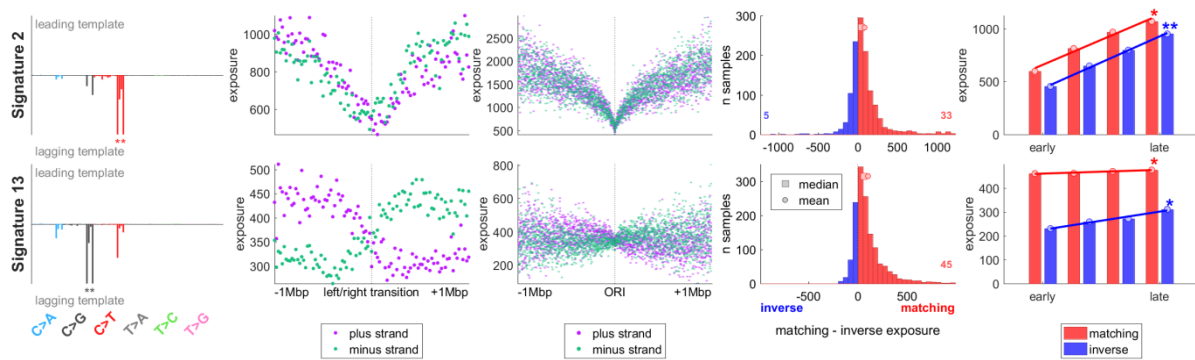 Signature 2
leading template
lagging template
**
exposure
1000
800
600
exposure
2500
2000
1500
1000
500
n samples
300
200
100
0
5
33
-1000
-500
0
500
1000
exposure
1000
500
0
*
**
early
late
Signature 13
leading template
lagging template
**
C>A
C>G
C>T
T>A
T>C
T>G
exposure
500
450
400
350
300
-1Mbp
left/right transition
+1Mbp
plus strand
minus strand
exposure
800
600
400
200
-1Mbp
ORI
+1Mbp
plus strand
minus strand
n samples
300
200
100
0
median
mean
45
-500
0
500
inverse
matching
matching - inverse exposure
exposure
400
300
200
100
0
*
*
early
late
matching
inverse